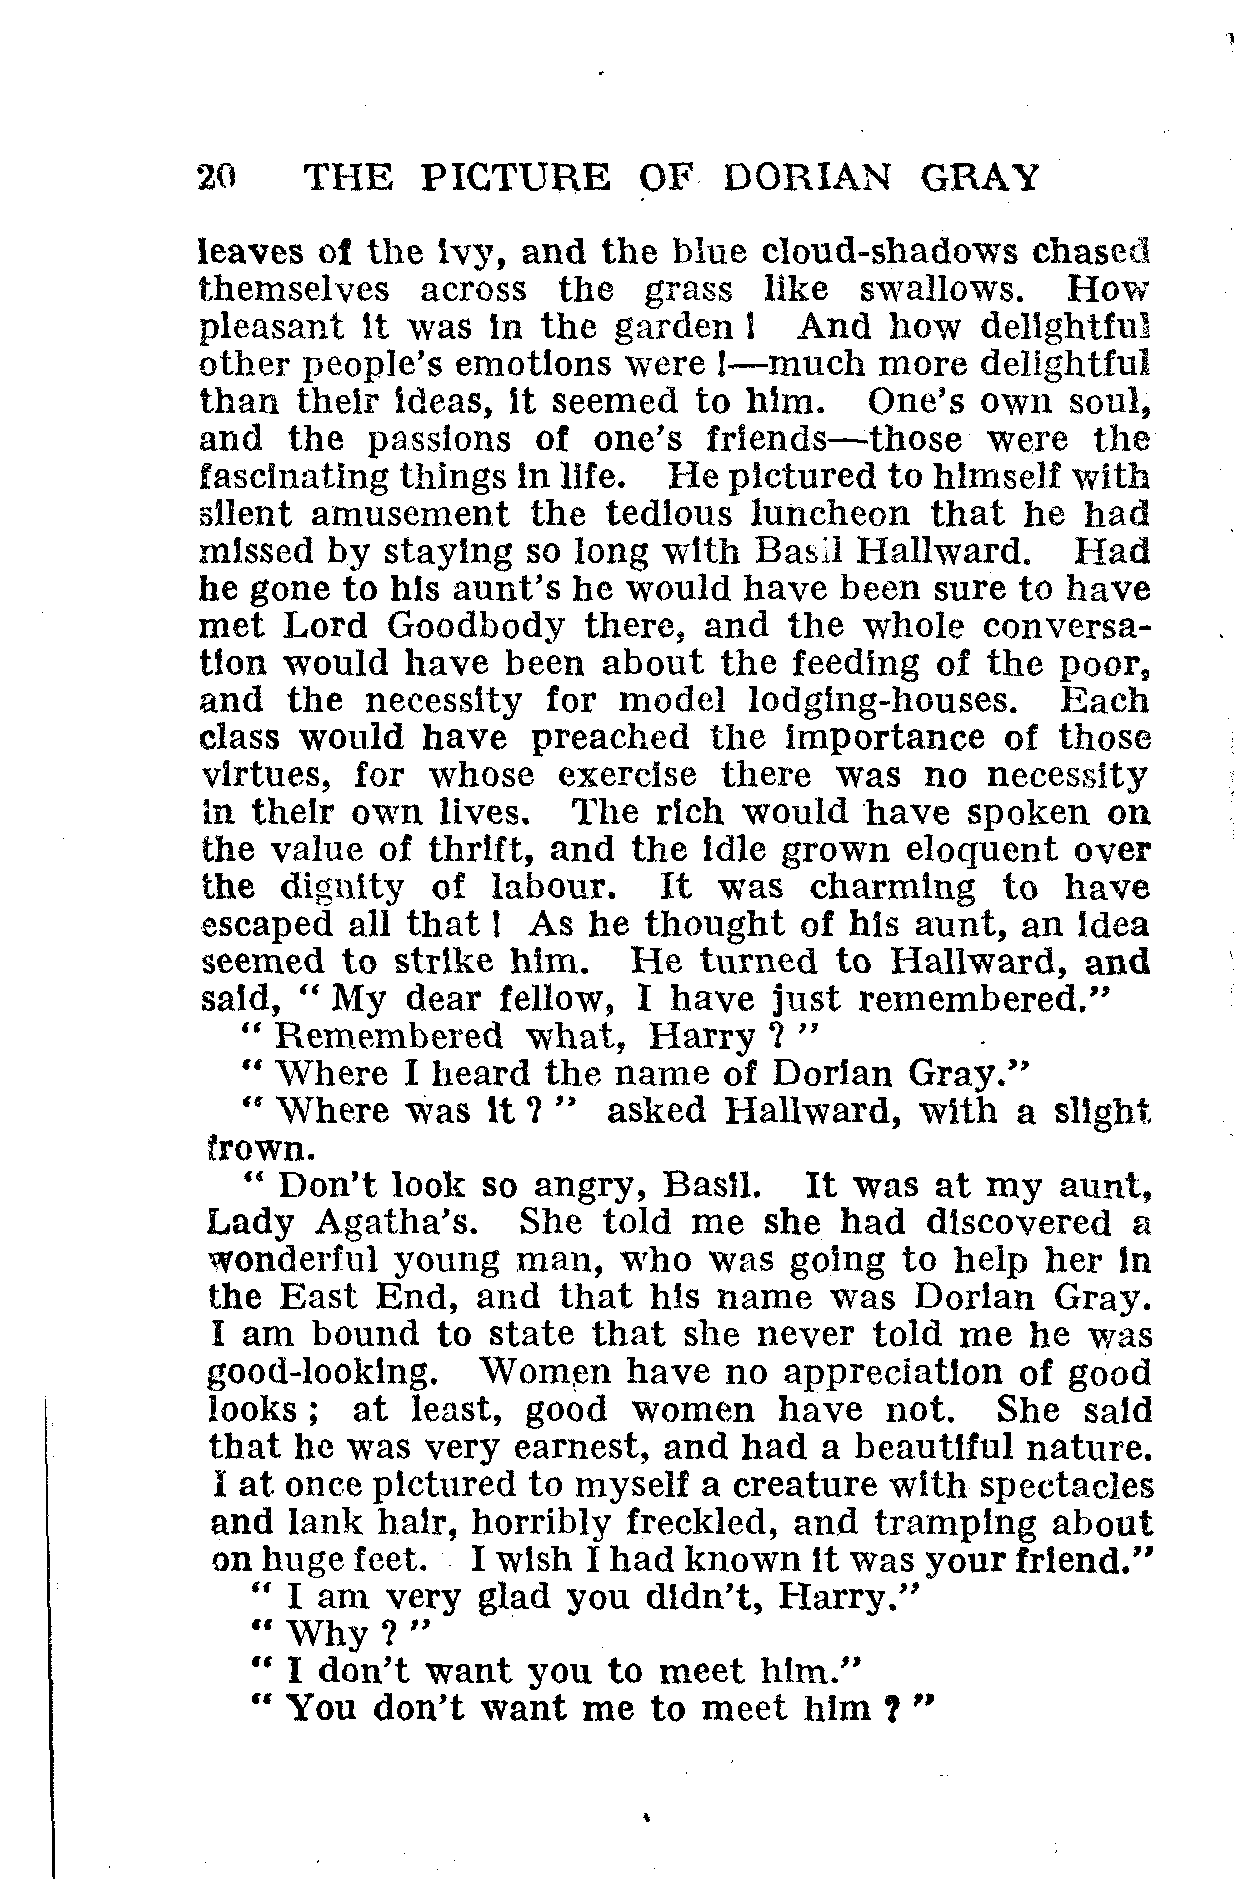 20 THE PICTURE OF DORIAN GRAY
leaves of the ivy, and the blue cloud-shadows chased
themselves across the grass like swallows. How
pleasant it was in the garden ! And how delightful
other people's emotions were !—much more delightful
than their ideas, it seemed to him. One's own soul,
and the passions of one's friends—those were the
fascinating things in life. He pictured to himself with
silent amusement the tedious luncheon that he had
missed by staying so long with Basil Hallward. Had
he gone to his aunt's he would have been sure to have
met Lord Goodbody there, and the whole conversa-
tion would have been about the feeding of the poor,
and the necessity for model lodging-houses. Each
class would have preached the importance of those
virtues, for whose exercise there was no necessity
in their own lives. The rich would have spoken on
the value of thrift, and the idle grown eloquent over
the dignity of labour. It was charming to have
escaped all that ! As he thought of his aunt, an idea
seemed to strike him. He turned to Hallward, and
said, “ My dear fellow, I have just remembered.”
“ Remembered what, Harry ? ”
“ Where I heard the name of Dorian Gray.”
“ Where was it ? ” asked Hallward, with a slight
frown.
“ Don't look so angry, Basil. It was at my aunt,
Lady Agatha's. She told me she had discovered a
wonderful young man, who was going to help her in
the East End, and that his name was Dorian Gray.
I am bound to state that she never told me he was
good-looking. Women have no appreciation of good
looks ; at least, good women have not. She said
that he was very earnest, and had a beautiful nature.
I at once pictured to myself a creature with spectacles
and lank hair, horribly freckled, and tramping about
on huge feet. I wish I had known it was your friend.”
“ I am very glad you didn't, Harry.”
“ Why ? ”
“ I don't want you to meet him.”
“ You don't want me to meet him ? ”